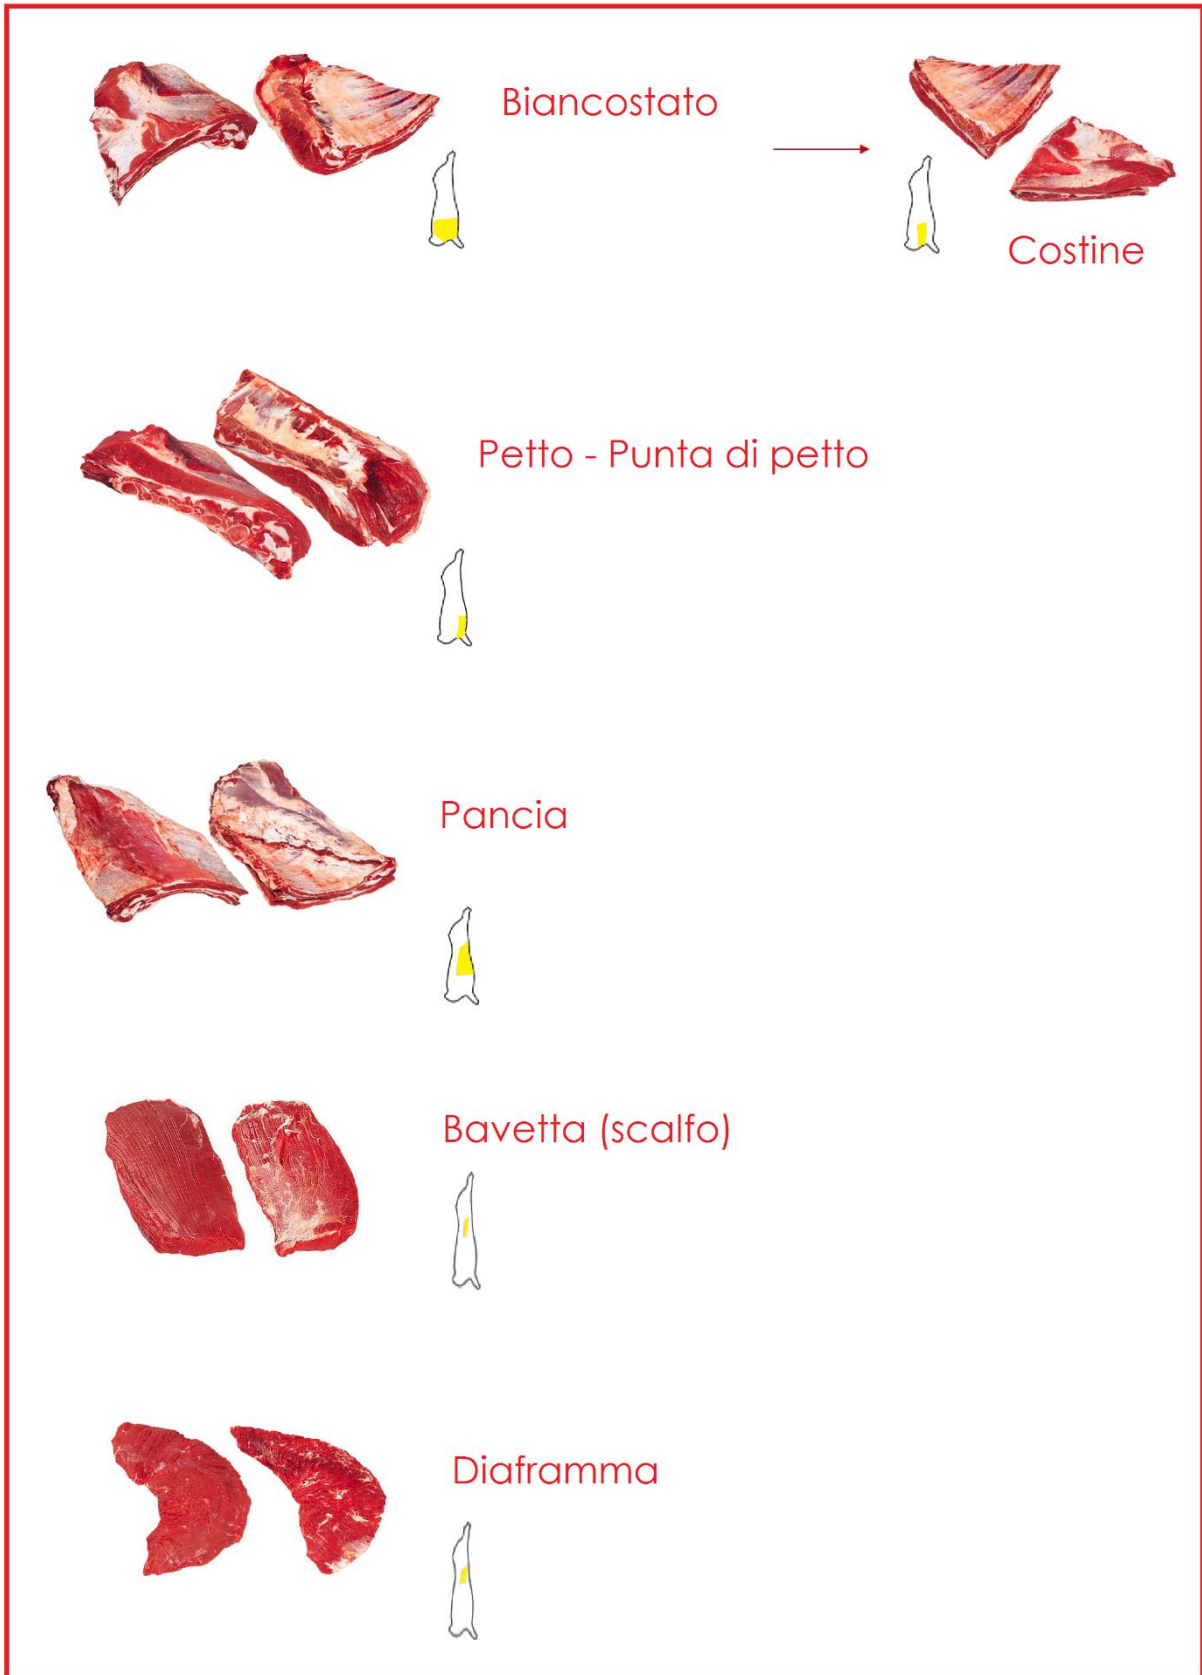 Biancostato
Costine
Petto - Punta di petto
Pancia
Bavetta (scalfo)
Diaframma